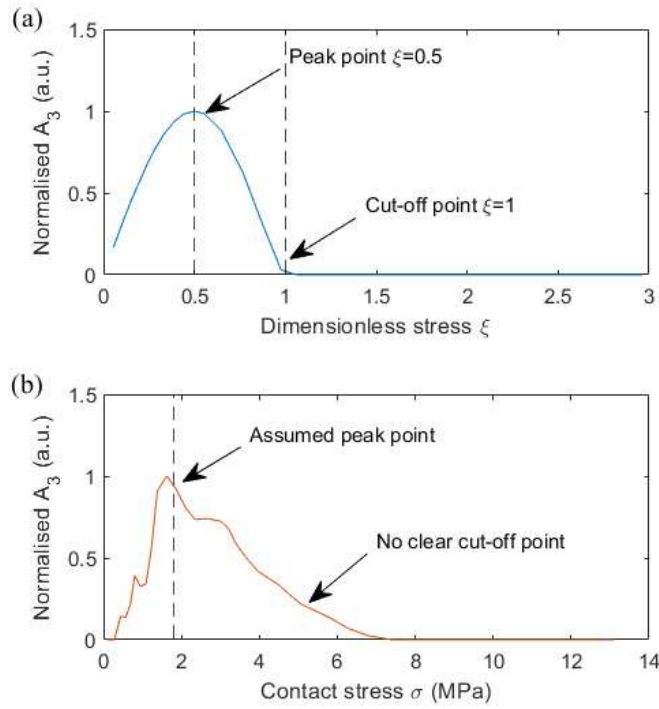 (a)
1.5
1
0.5
0
Normalised A3 (a.u.)
Peak point ξ=0.5
Cut-off point ξ=1
0 0.5 1 1.5 2 2.5 3
Dimensionless stress ξ
(b)
1.5
1
0.5
0
Normalised A3 (a.u.)
Assumed peak point
No clear cut-off point
0 2 4 6 8 10 12 14
Contact stress σ (MPa)